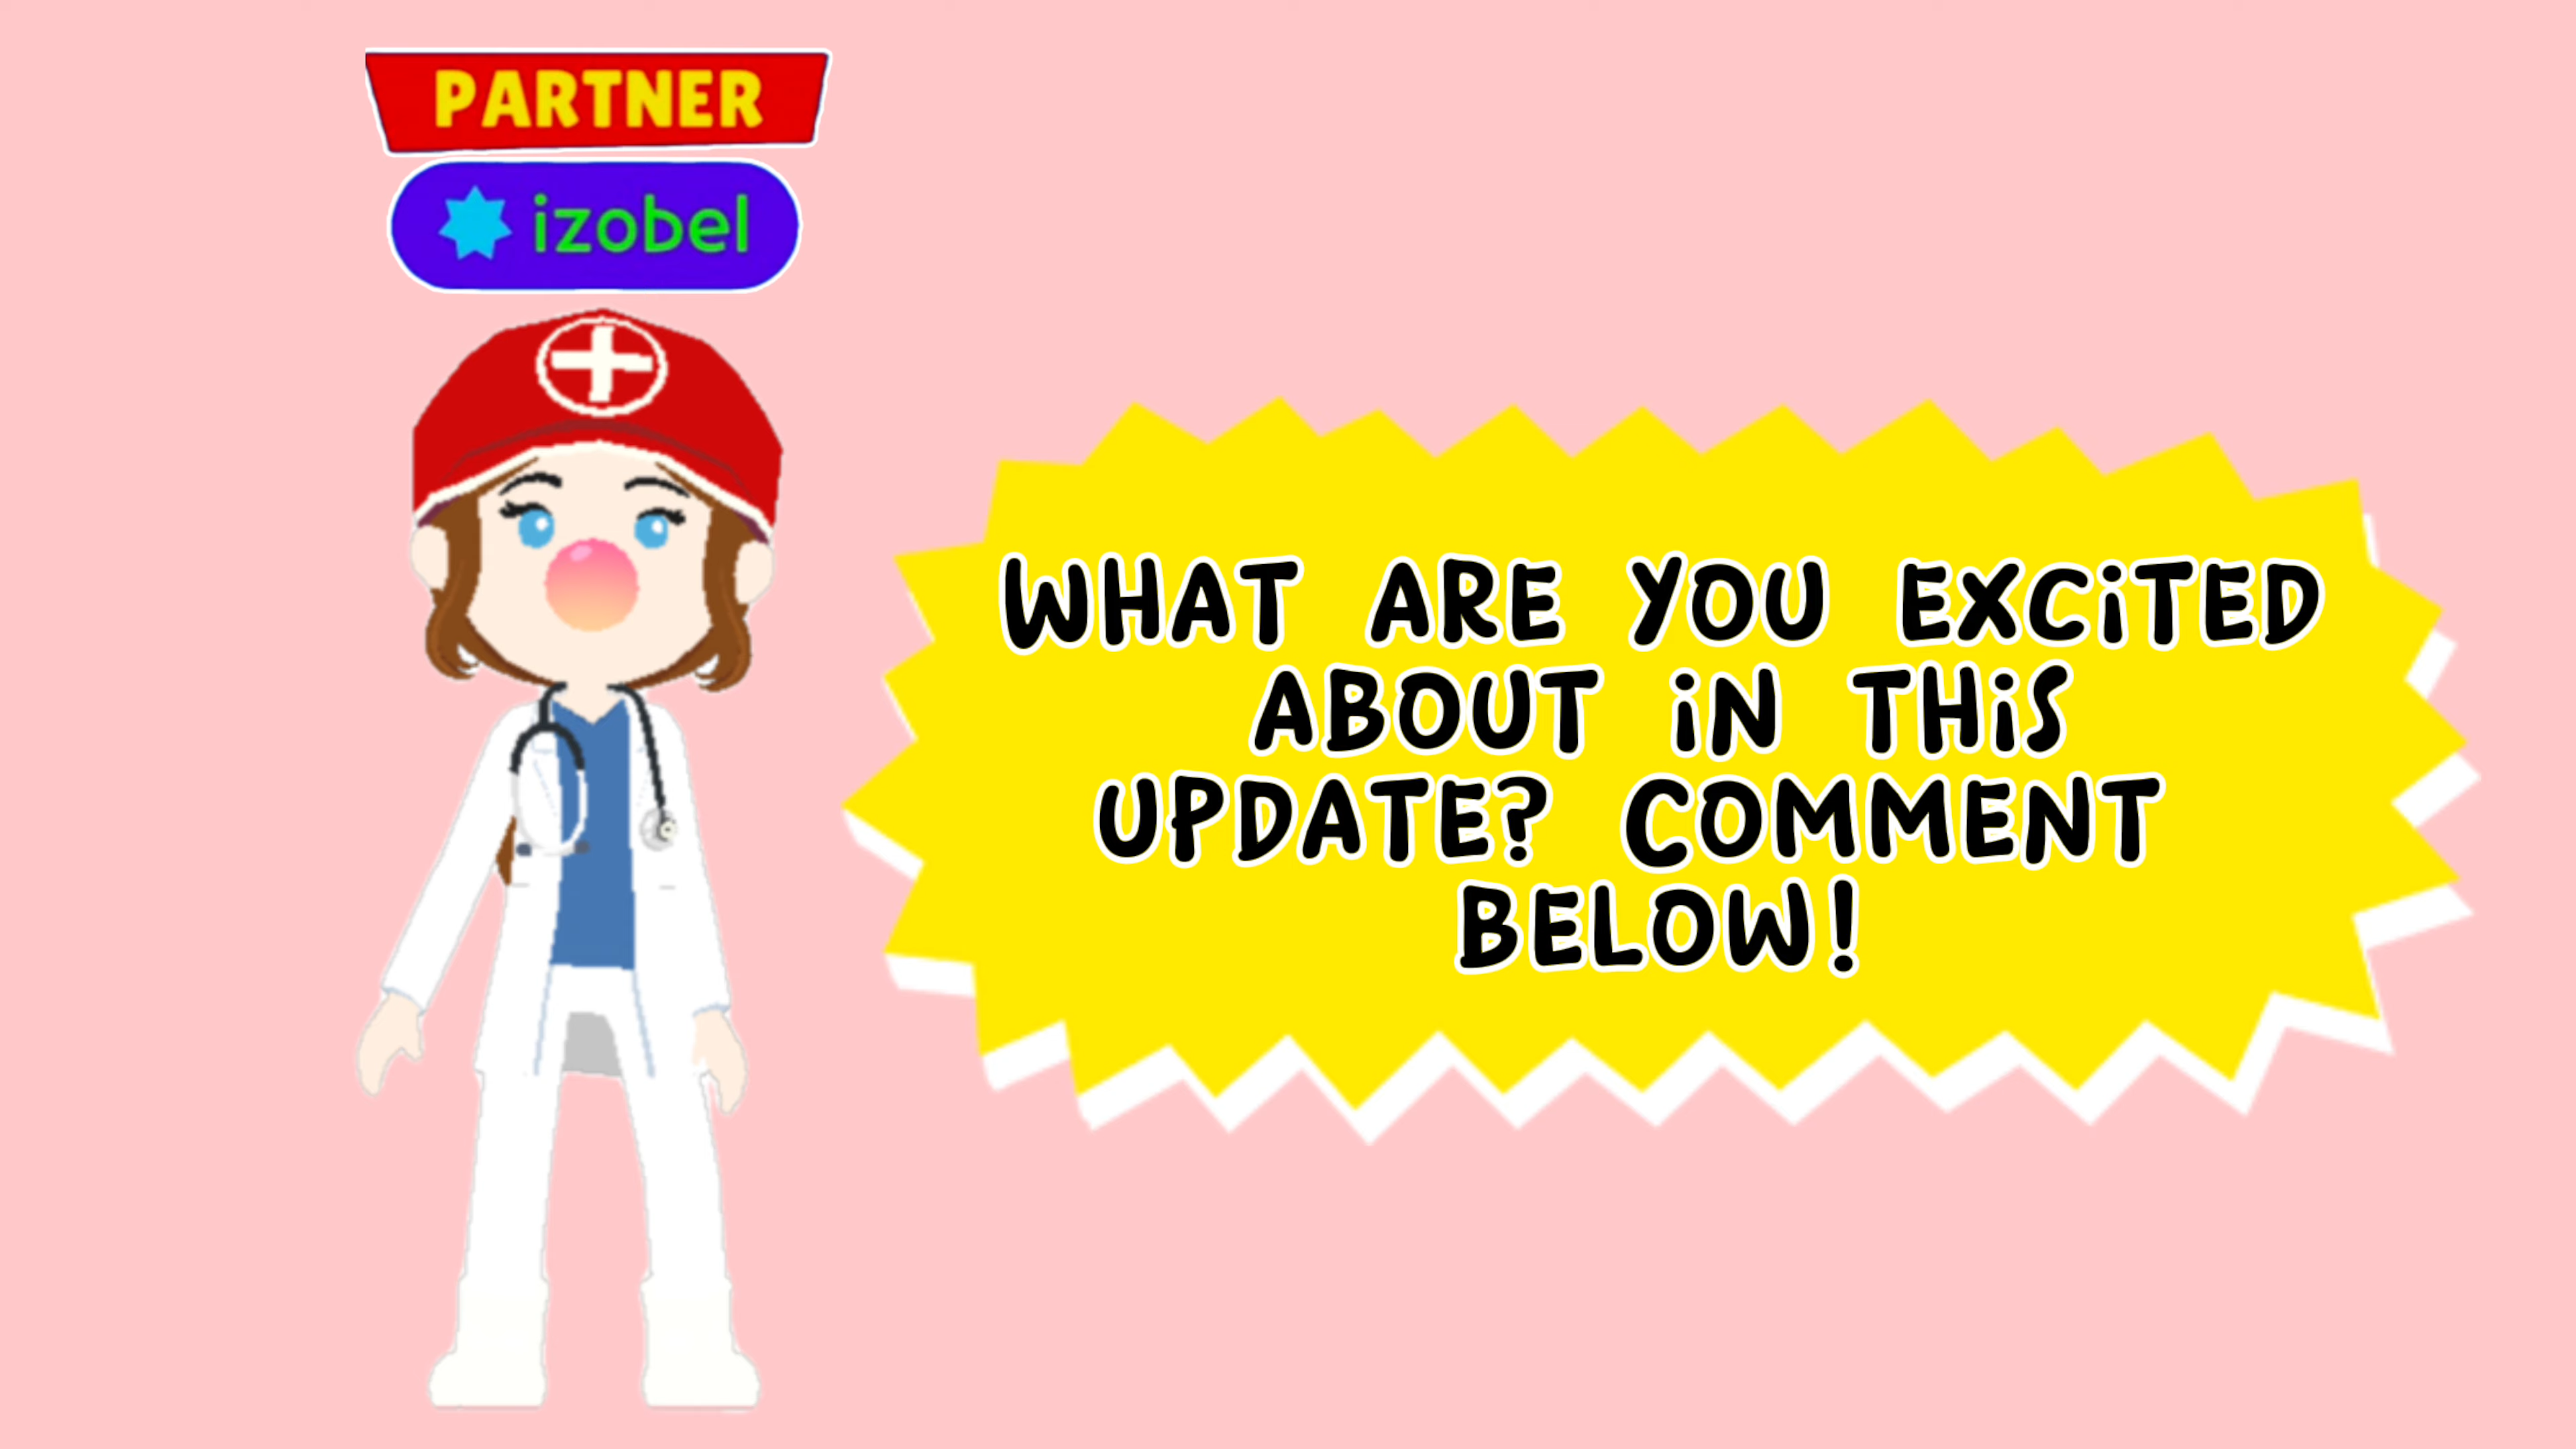 PARTNER
izobel
WHAT ARE YOU EXCiTED
ABOUT iN THiS
UPDATE? COMMENT
BELOW!